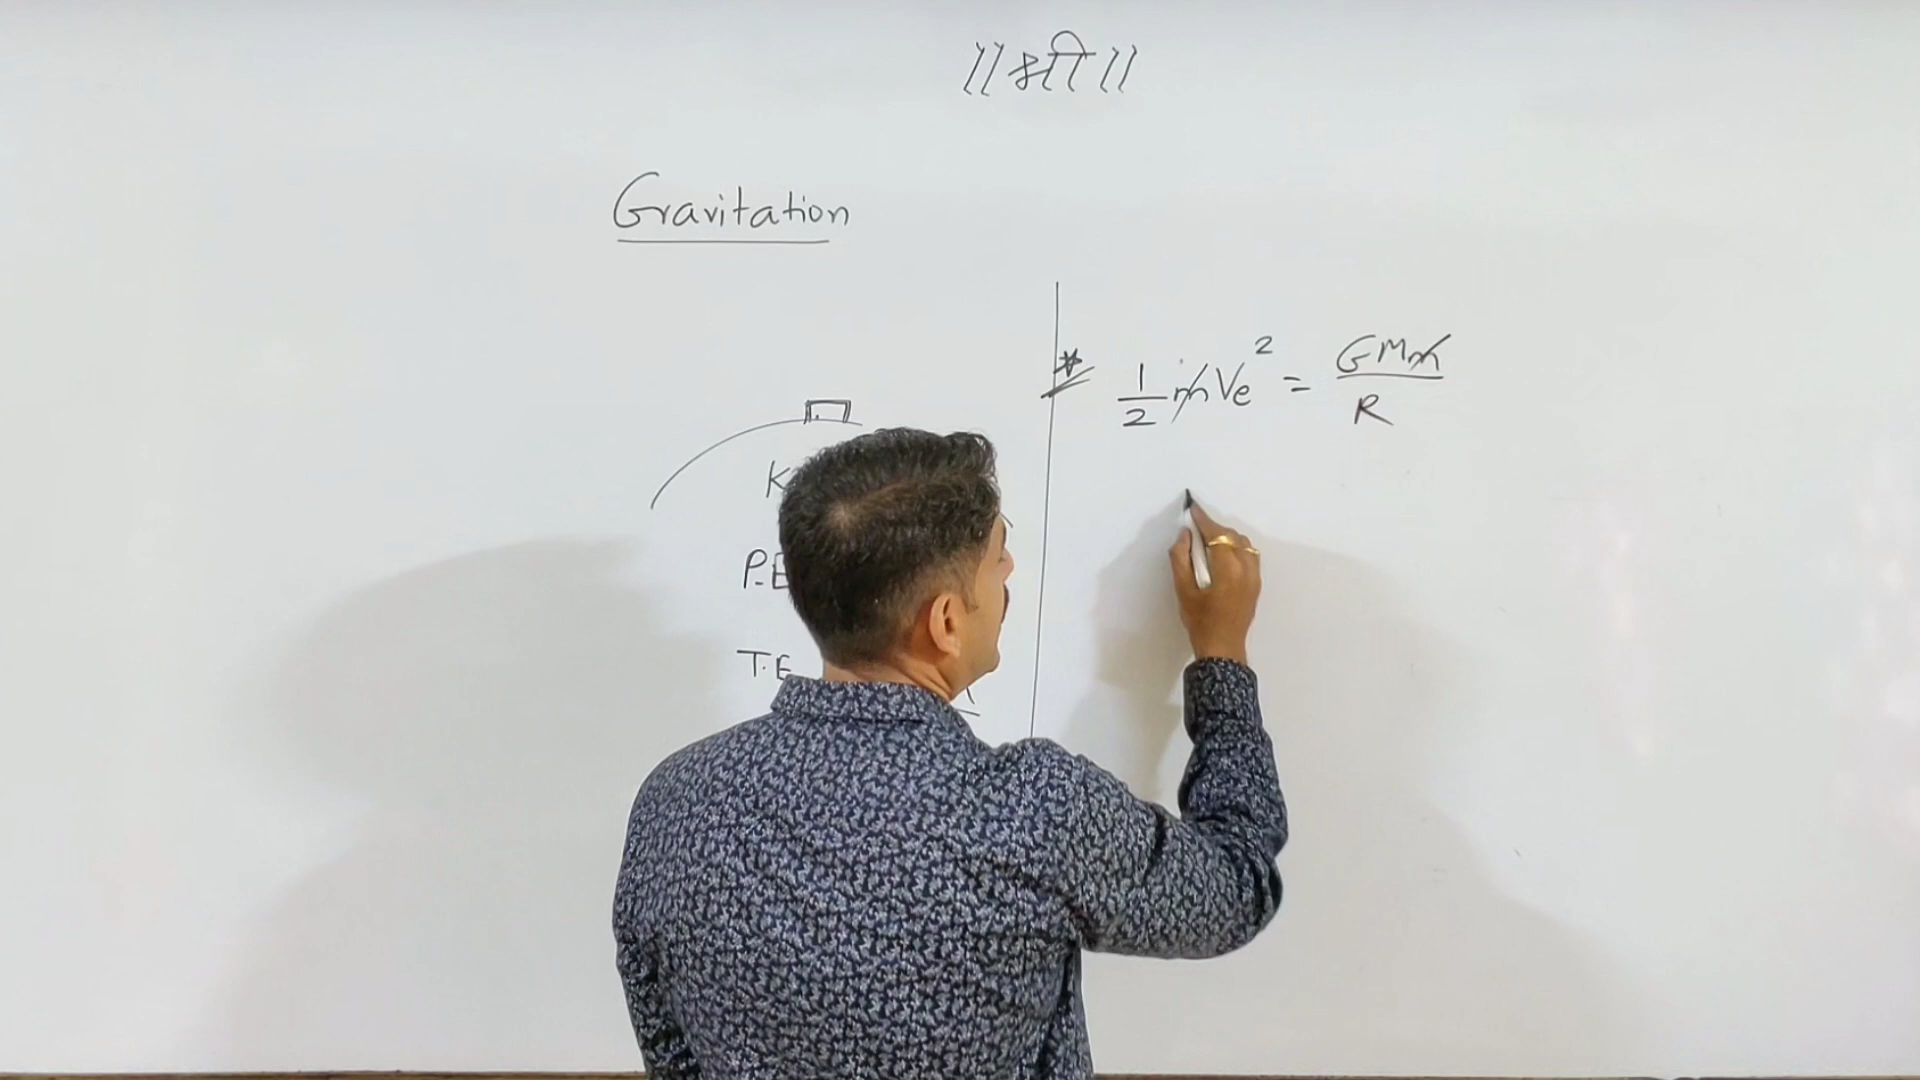 ।।श्री।।
Gravitation
* 1/2 mVe² = GMm/R
K
P.E
T.E